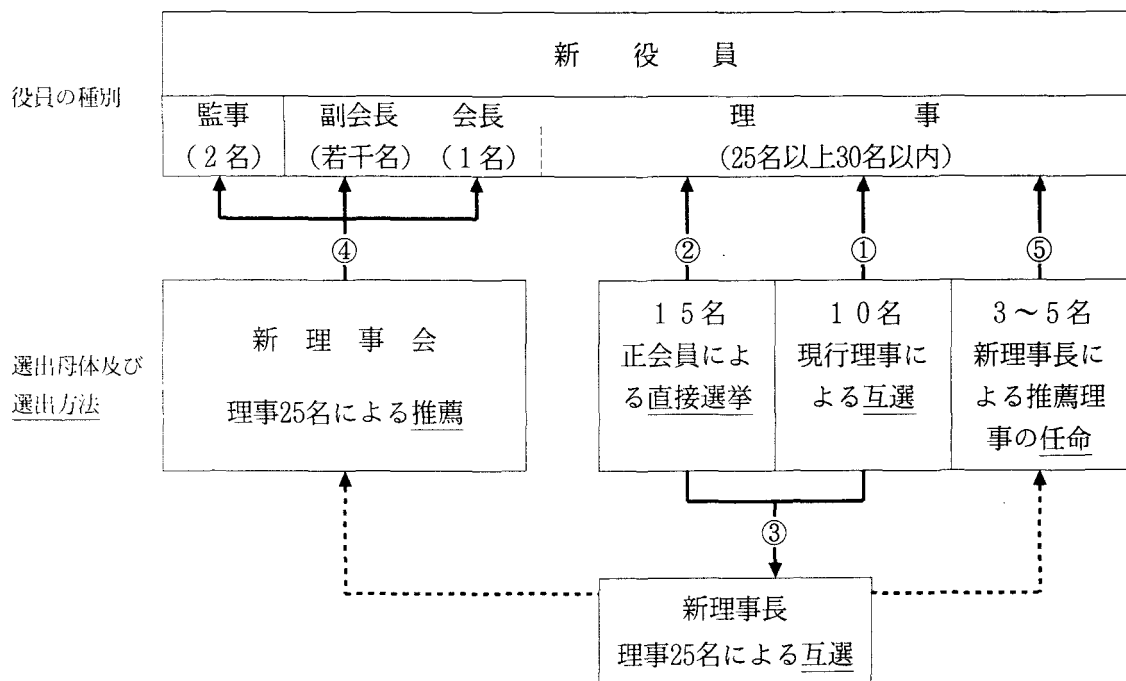 新 役 員
役員の種別
監事 副会長 会長 理 事
(2名) (若干名) (1名) (25名以上30名以内)
④ ② ① ⑤
新 理 事 会
理事25名による推薦
選出母体及び
選出方法
15名
正会員によ
る直接選挙
10名
現行理事に
よる互選
3～5名
新理事長に
よる推薦理
事の任命
③
新理事長
理事25名による互選